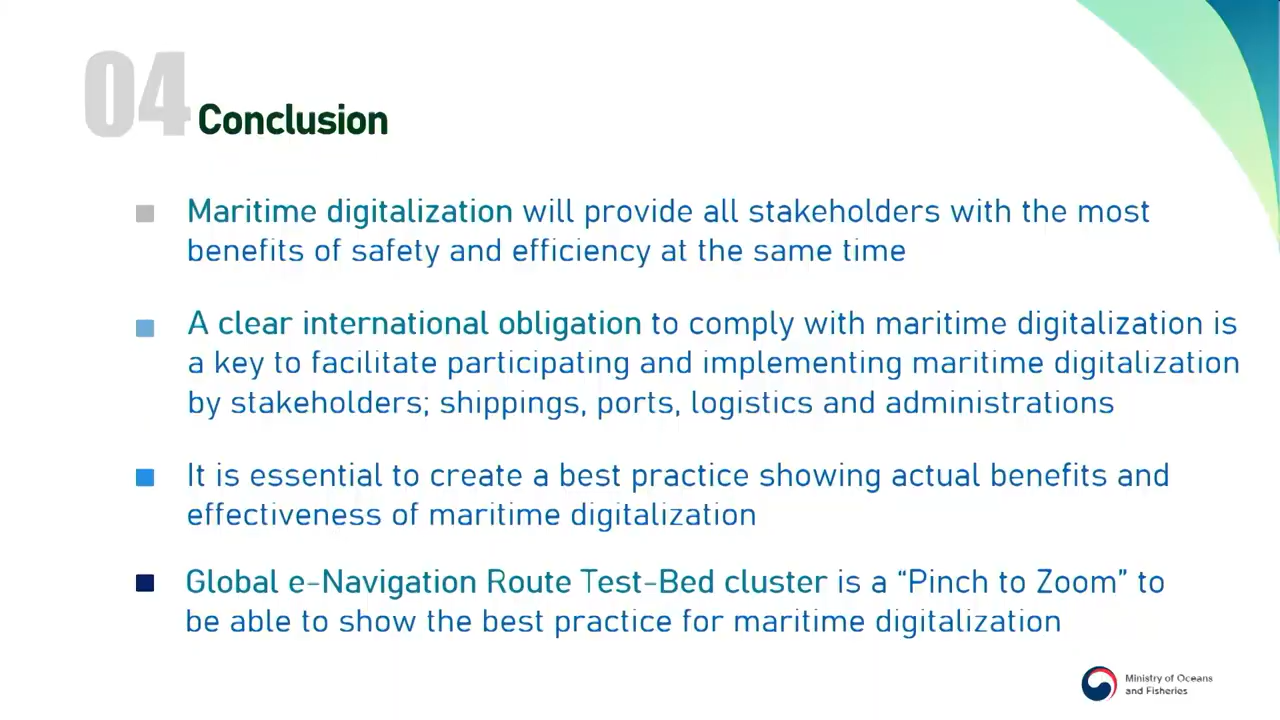 04 Conclusion
Maritime digitalization will provide all stakeholders with the most
benefits of safety and efficiency at the same time
A clear international obligation to comply with maritime digitalization is
a key to facilitate participating and implementing maritime digitalization
by stakeholders; shippings, ports, logistics and administrations
It is essential to create a best practice showing actual benefits and
effectiveness of maritime digitalization
Global e-Navigation Route Test-Bed cluster is a “Pinch to Zoom” to
be able to show the best practice for maritime digitalization
Ministry of Oceans
and Fisheries